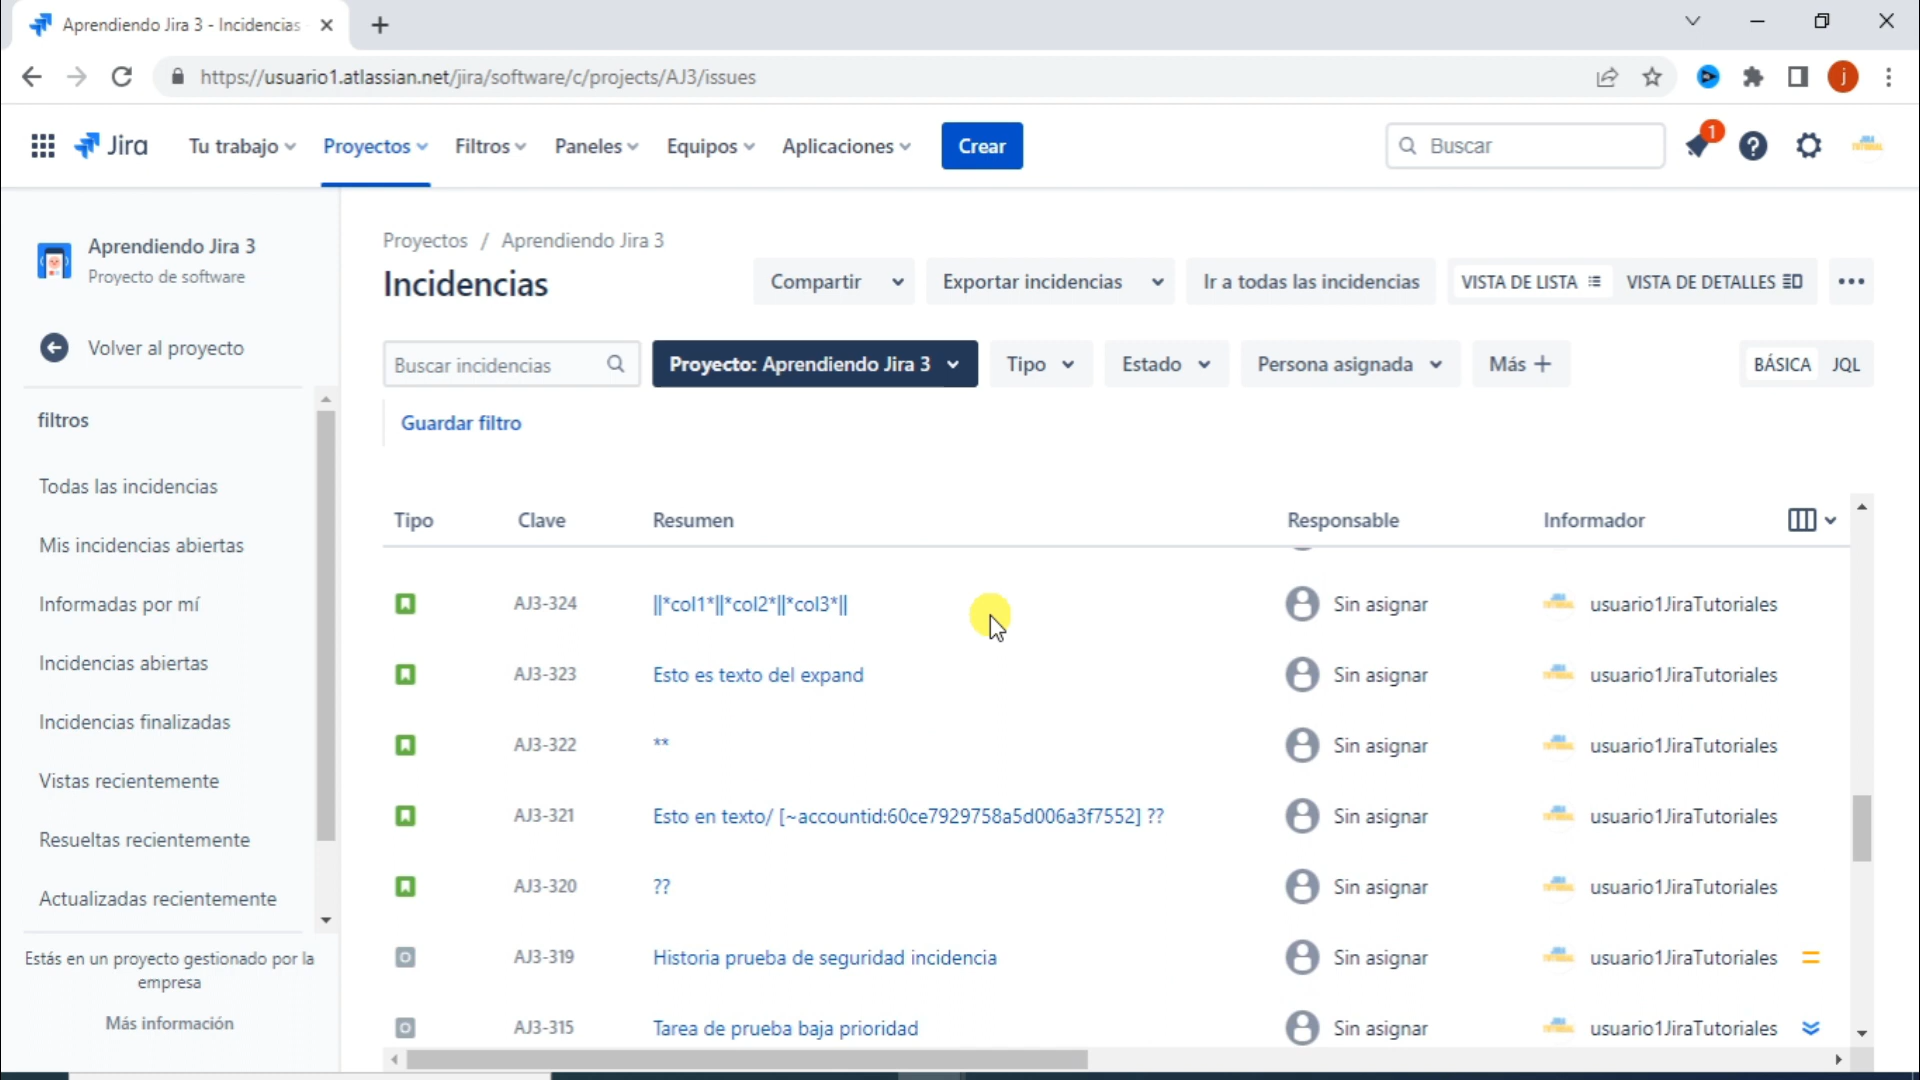 Aprendiendo Jira 3 - Incidencias
https://usuario1.atlassian.net/jira/software/c/projects/AJ3/issues
j
Jira Tu trabajo Proyectos Filtros Paneles Equipos Aplicaciones Crear Buscar 1
Aprendiendo Jira 3
Proyecto de software
Volver al proyecto
filtros
Todas las incidencias
Mis incidencias abiertas
Informadas por mí
Incidencias abiertas
Incidencias finalizadas
Vistas recientemente
Resueltas recientemente
Actualizadas recientemente
Estás en un proyecto gestionado por la
empresa
Más información
Proyectos / Aprendiendo Jira 3
Incidencias Compartir Exportar incidencias Ir a todas las incidencias VISTA DE LISTA VISTA DE DETALLES
Buscar incidencias Proyecto: Aprendiendo Jira 3 Tipo Estado Persona asignada Más + BÁSICA JQL
Guardar filtro
Tipo Clave Resumen Responsable Informador
AJ3-324 ||*col1*||*col2*||*col3*|| Sin asignar usuario1JiraTutoriales
AJ3-323 Esto es texto del expand Sin asignar usuario1JiraTutoriales
AJ3-322 ** Sin asignar usuario1JiraTutoriales
AJ3-321 Esto en texto/ [~accountid:60ce7929758a5d006a3f7552] ?? Sin asignar usuario1JiraTutoriales
AJ3-320 ?? Sin asignar usuario1JiraTutoriales
AJ3-319 Historia prueba de seguridad incidencia Sin asignar usuario1JiraTutoriales
AJ3-315 Tarea de prueba baja prioridad Sin asignar usuario1JiraTutoriales